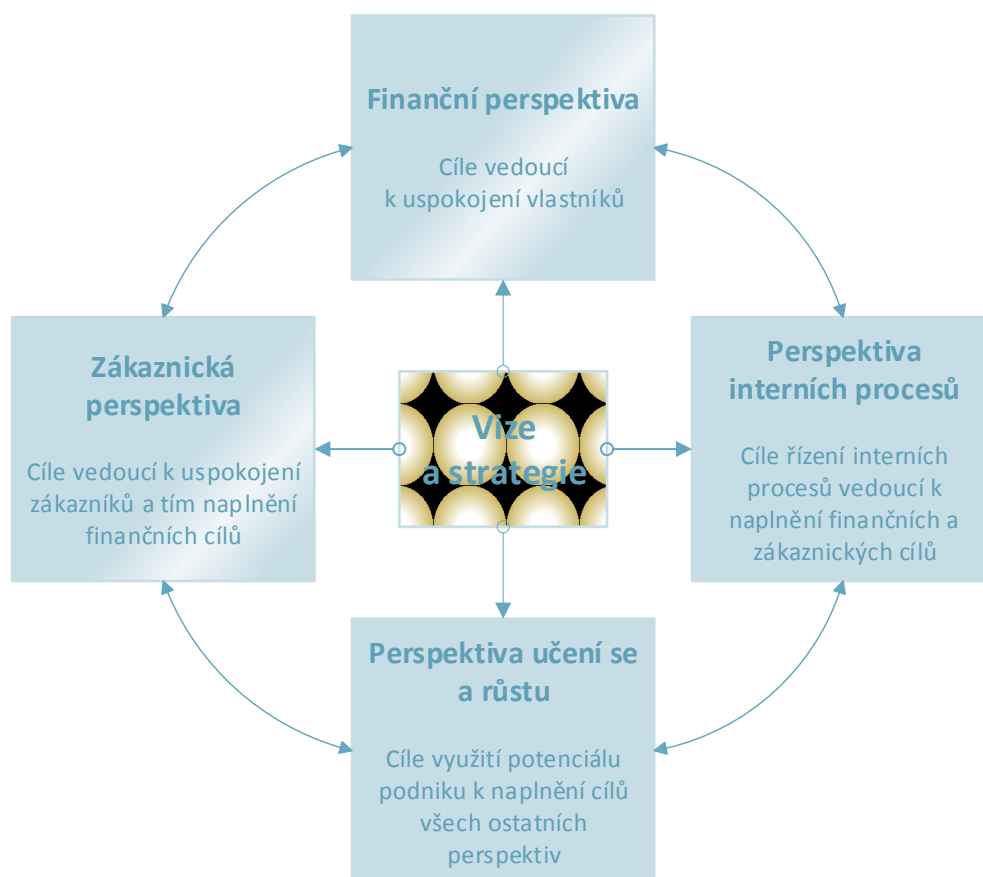 Finanční perspektiva
Cíle vedoucí
k uspokojení vlastníků
Zákaznická
perspektiva
Cíle vedoucí k uspokojení
zákazníků a tím naplnění
finančních cílů
Vize
a strategie
Perspektiva
interních procesů
Cíle řízení interních
procesů vedoucí k
naplnění finančních a
zákaznických cílů
Perspektiva učení se
a růstu
Cíle využití potenciálu
podniku k naplnění cílů
všech ostatních
perspektiv